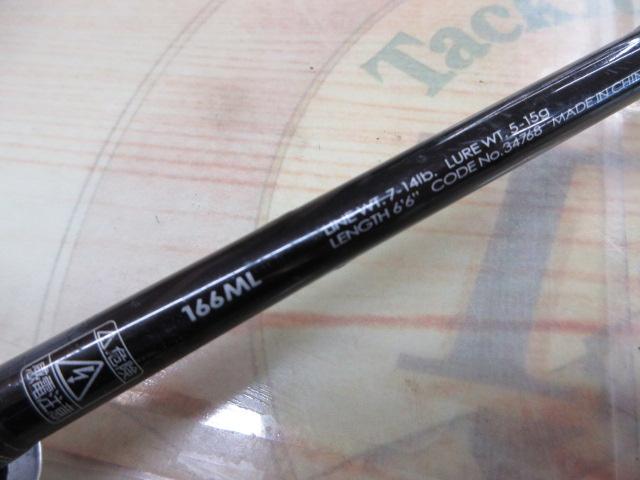 Tack
LINE WT. 7-14lb. LURE WT. 5-15g
LENGTH 6'6" CODE No.34768 MADE IN CHIN
166ML
⚠危険
感電注意